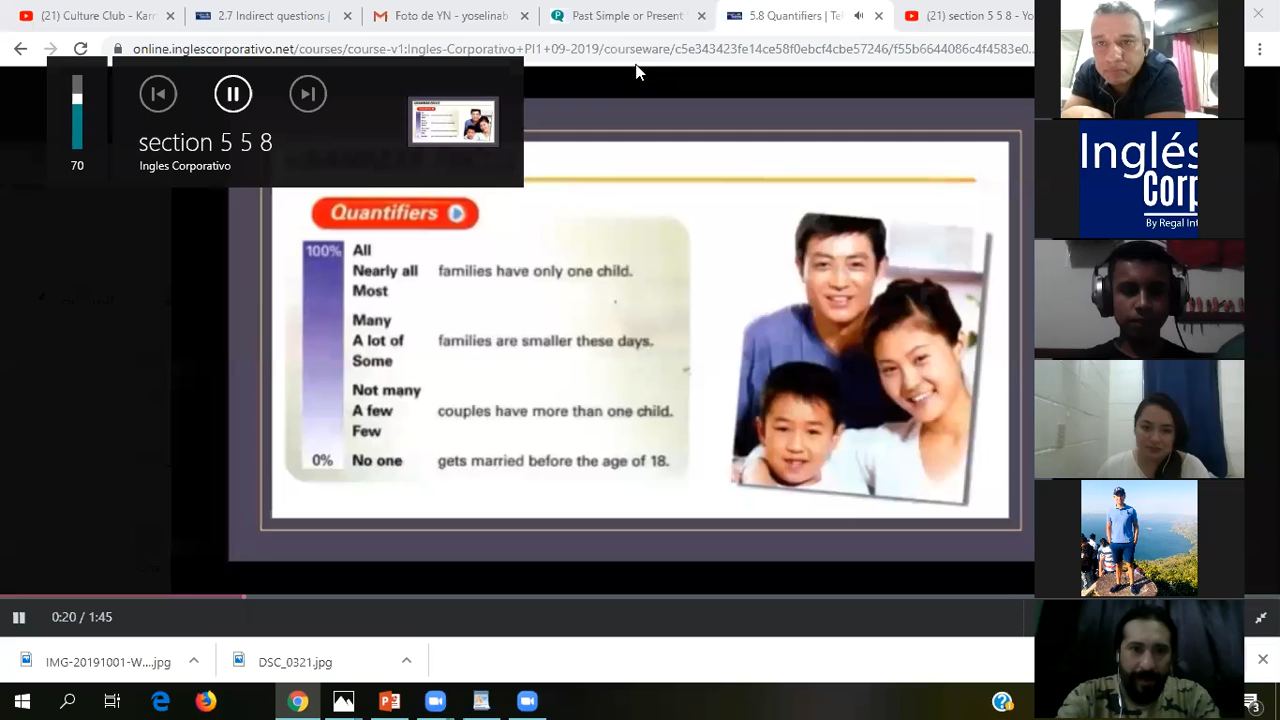 (21) Culture Club - Karr
2.7 Indirect questions
Foto de YN - yoselinab
Past Simple or Present
5.8 Quantifiers | Tel
(21) section 5 5 8 - Yo
online.inglescorporativo.net/courses/course-v1:Ingles-Corporativo+PI1+09-2019/courseware/c5e343423fe14ce58f0ebcf4cbe57246/f55b6644086c4f4583e0...
section 5 5 8
70
Ingles Corporativo
Quantifiers
100% All
Nearly all families have only one child.
Most
Many
A lot of families are smaller these days.
Some
Not many
A few couples have more than one child.
Few
0% No one gets married before the age of 18.
Inglés
Corp
By Regal Int
0:20 / 1:45
IMG-20191001-W....jpg
DSC_0321.jpg
3